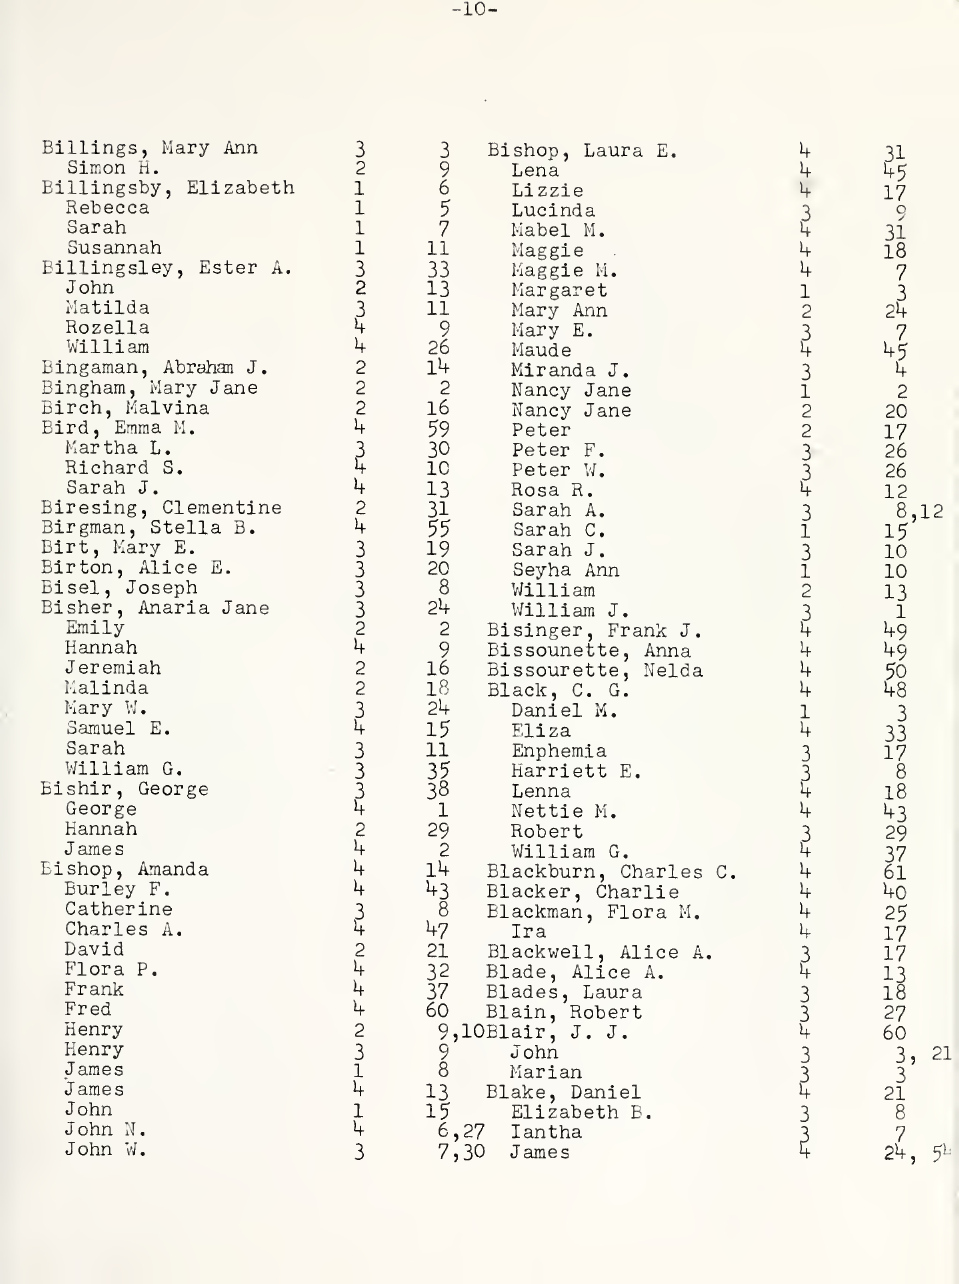 -10-
Billings, Mary Ann 3 3
Simon H. 2 9
Billingsby, Elizabeth 1 6
Rebecca 1 5
Sarah 1 7
Susannah 1 11
Billingsley, Ester A. 3 33
John 2 13
Matilda 3 11
Rozella 4 9
William 4 26
Bingaman, Abraham J. 2 14
Bingham, Mary Jane 2 2
Birch, Malvina 2 16
Bird, Emma M. 4 59
Martha L. 3 30
Richard S. 4 10
Sarah J. 4 13
Biresing, Clementine 2 31
Birgman, Stella B. 4 55
Birt, Mary E. 3 19
Birton, Alice E. 3 20
Bisel, Joseph 3 8
Bisher, Anaria Jane 3 24
Emily 2 2
Hannah 4 9
Jeremiah 2 16
Malinda 2 18
Mary W. 3 24
Samuel E. 4 15
Sarah 3 11
William G. 3 35
Bishir, George 3 38
George 4 1
Hannah 2 29
James 4 2
Bishop, Amanda 4 14
Burley F. 4 43
Catherine 3 8
Charles A. 4 47
David 2 21
Flora P. 4 32
Frank 4 37
Fred 4 60
Henry 2 9,10
Henry 3 9
James 1 8
James 4 13
John 1 15
John N. 4 6,27
John W. 3 7,30
Bishop, Laura E. 4 31
Lena 4 45
Lizzie 4 17
Lucinda 3 9
Mabel M. 4 31
Maggie 4 18
Maggie M. 4 7
Margaret 1 3
Mary Ann 2 24
Mary E. 3 7
Maude 4 45
Miranda J. 3 4
Nancy Jane 1 2
Nancy Jane 2 20
Peter 2 17
Peter F. 3 26
Peter W. 3 26
Rosa R. 4 12
Sarah A. 3 8,12
Sarah C. 1 15
Sarah J. 3 10
Seyha Ann 1 10
William 2 13
William J. 3 1
Bisinger, Frank J. 4 49
Bissounette, Anna 4 49
Bissourette, Nelda 4 50
Black, C. G. 4 48
Daniel M. 1 3
Eliza 4 33
Enphemia 3 17
Harriett E. 3 8
Lenna 4 18
Nettie M. 4 43
Robert 3 29
William G. 4 37
Blackburn, Charles C. 4 61
Blacker, Charlie 4 40
Blackman, Flora M. 4 25
Ira 4 17
Blackwell, Alice A. 3 17
Blade, Alice A. 4 13
Blades, Laura 3 18
Blain, Robert 3 27
Blair, J. J. 4 60
John 3 3, 21
Marian 3 3
Blake, Daniel 4 21
Elizabeth B. 3 8
Iantha 3 7
James 4 24, 54